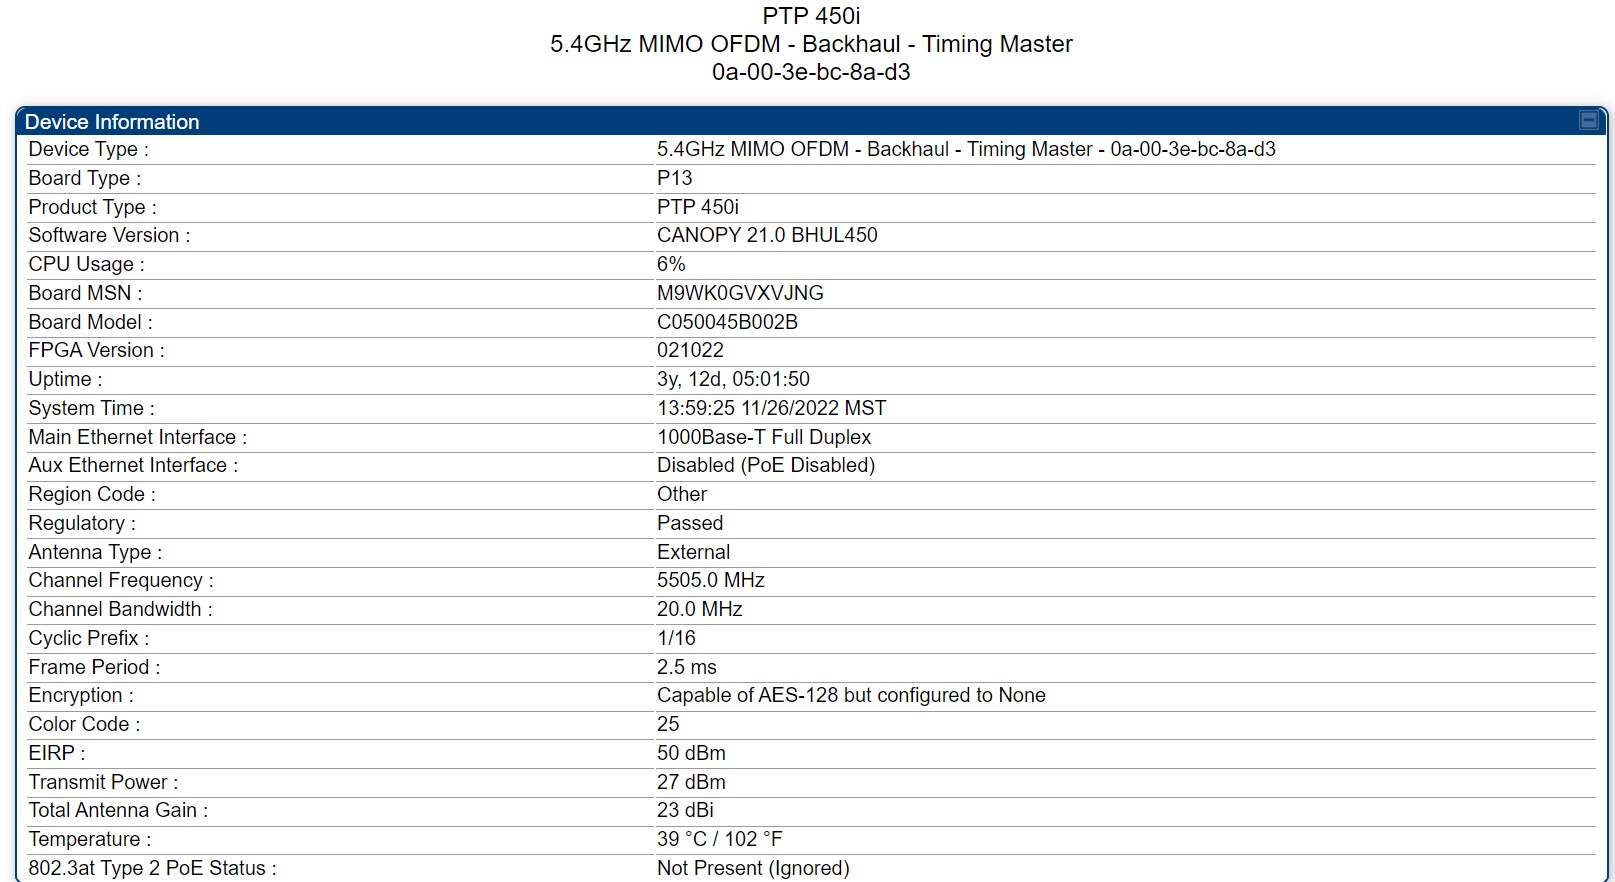 PTP 450i
5.4GHz MIMO OFDM - Backhaul - Timing Master
0a-00-3e-bc-8a-d3
Device Information
Device Type : 5.4GHz MIMO OFDM - Backhaul - Timing Master - 0a-00-3e-bc-8a-d3
Board Type : P13
Product Type : PTP 450i
Software Version : CANOPY 21.0 BHUL450
CPU Usage : 6%
Board MSN : M9WK0GVXVJNG
Board Model : C050045B002B
FPGA Version : 021022
Uptime : 3y, 12d, 05:01:50
System Time : 13:59:25 11/26/2022 MST
Main Ethernet Interface : 1000Base-T Full Duplex
Aux Ethernet Interface : Disabled (PoE Disabled)
Region Code : Other
Regulatory : Passed
Antenna Type : External
Channel Frequency : 5505.0 MHz
Channel Bandwidth : 20.0 MHz
Cyclic Prefix : 1/16
Frame Period : 2.5 ms
Encryption : Capable of AES-128 but configured to None
Color Code : 25
EIRP : 50 dBm
Transmit Power : 27 dBm
Total Antenna Gain : 23 dBi
Temperature : 39 °C / 102 °F
802.3at Type 2 PoE Status : Not Present (Ignored)